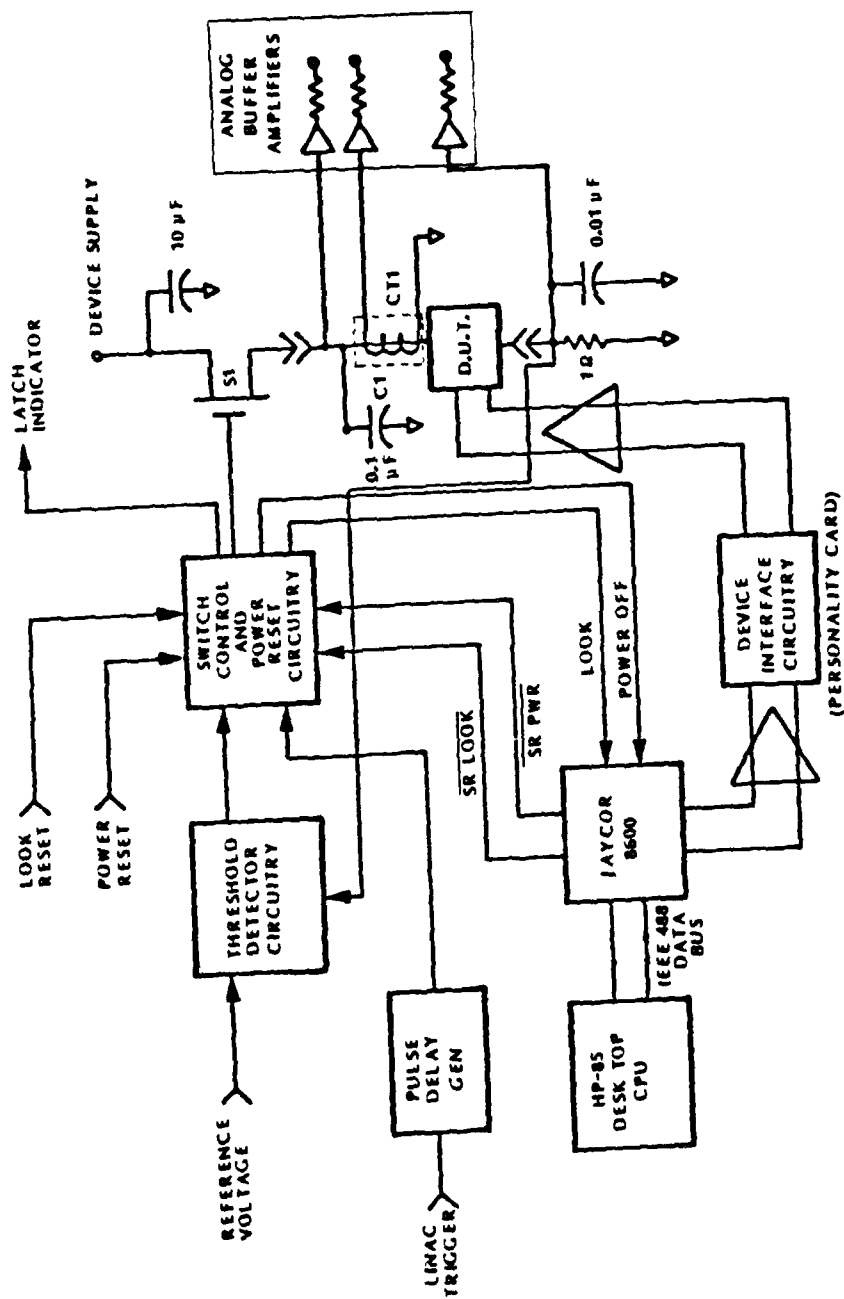 LOOK
RESET
POWER
RESET
LATCH
INDICATOR
DEVICE SUPPLY
10 µF
S1
ANALOG
BUFFER
AMPLIFIERS
REFERENCE
VOLTAGE
THRESHOLD
DETECTOR
CIRCUITRY
SWITCH
CONTROL
AND
POWER
RESET
CIRCUITRY
0.1
µF
C1
CT1
D.U.T.
1 Ω
0.01 µF
LINAC
TRIGGER
PULSE
DELAY
GEN
SR LOOK
SR PWR
LOOK
POWER OFF
HP-85
DESK TOP
CPU
IEEE 488
DATA
BUS
JAYCOR
8600
DEVICE
INTERFACE
CIRCUITRY
(PERSONALITY CARD)